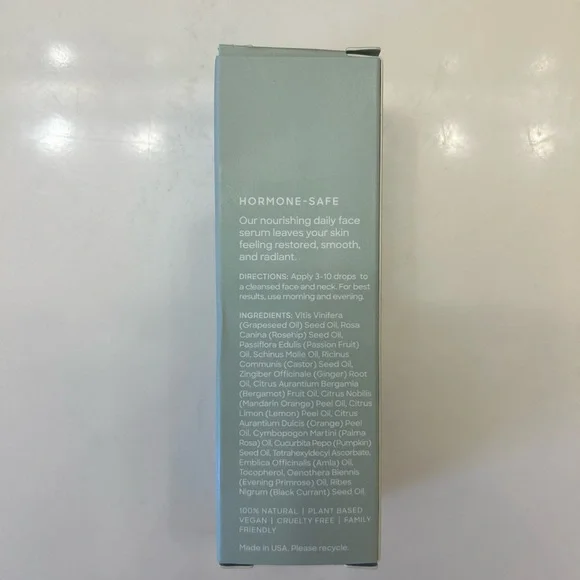 HORMONE-SAFE
Our nourishing daily face
serum leaves your skin
feeling restored, smooth,
and radiant.
DIRECTIONS: Apply 3-10 drops to
a cleansed face and neck. For best
results, use morning and evening.
INGREDIENTS: Vitis Vinifera
(Grapeseed Oil) Seed Oil, Rosa
Canina (Rosehip) Seed Oil,
Passiflora Edulis (Passion Fruit)
Oil, Schinus Molle Oil, Ricinus
Communis (Castor) Seed Oil,
Zingiber Officinale (Ginger) Root
Oil, Citrus Aurantium Bergamia
(Bergamot) Fruit Oil, Citrus Nobilis
(Mandarin Orange) Peel Oil, Citrus
Limon (Lemon) Peel Oil, Citrus
Aurantium Dulcis (Orange) Peel
Oil, Cymbopogon Martini (Palma
Rosa) Oil, Cucurbita Pepo (Pumpkin)
Seed Oil, Tetrahexyldecyl Ascorbate,
Emblica Officinalis (Amla) Oil,
Tocopherol, Oenothera Biennis
(Evening Primrose) Oil, Ribes
Nigrum (Black Currant) Seed Oil
100% NATURAL | PLANT BASED
VEGAN | CRUELTY FREE | FAMILY
FRIENDLY
Made in USA. Please recycle.